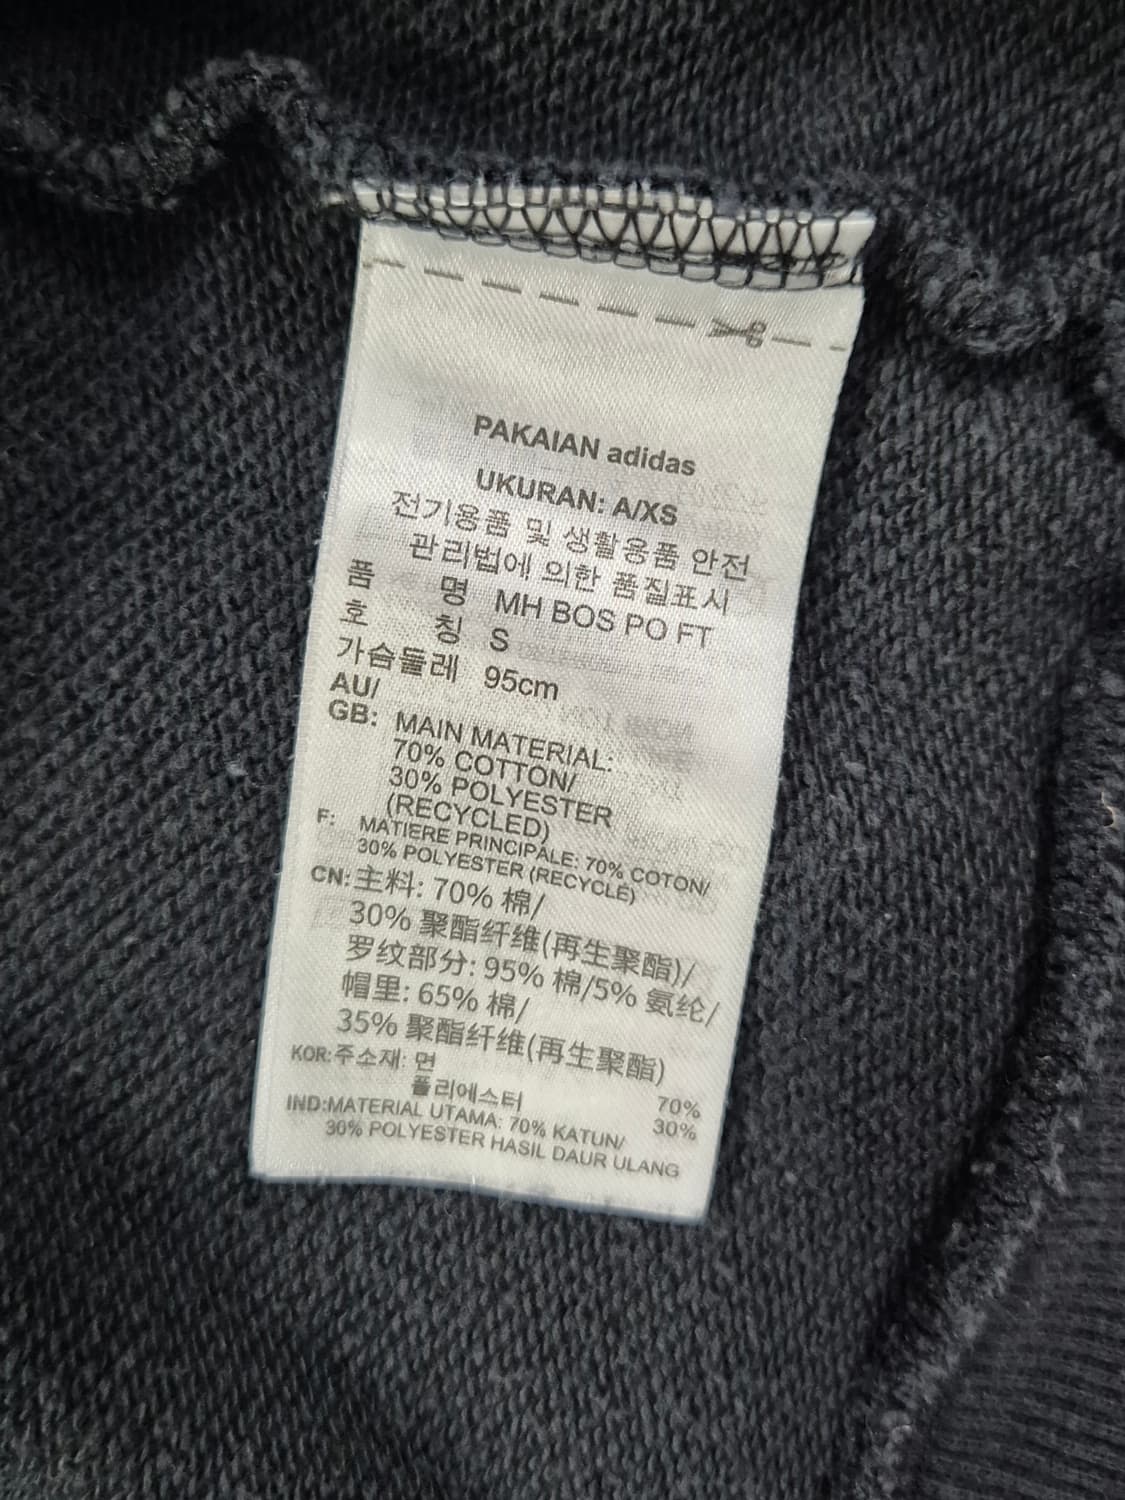 PAKAIAN adidas
UKURAN: A/XS
전기용품 및 생활용품 안전
관리법에 의한 품질표시
품 명 MH BOS PO FT
호 칭 S
가슴둘레 95cm
AU/
GB: MAIN MATERIAL:
70% COTTON/
30% POLYESTER
(RECYCLED)
F: MATIERE PRINCIPALE: 70% COTON/
30% POLYESTER (RECYCLÉ)
CN: 主料: 70% 棉/
30% 聚酯纤维(再生聚酯)/
罗纹部分: 95% 棉/5% 氨纶/
帽里: 65% 棉/
35% 聚酯纤维(再生聚酯)
KOR: 주소재: 면 70%
폴리에스터 30%
IND: MATERIAL UTAMA: 70% KATUN/
30% POLYESTER HASIL DAUR ULANG